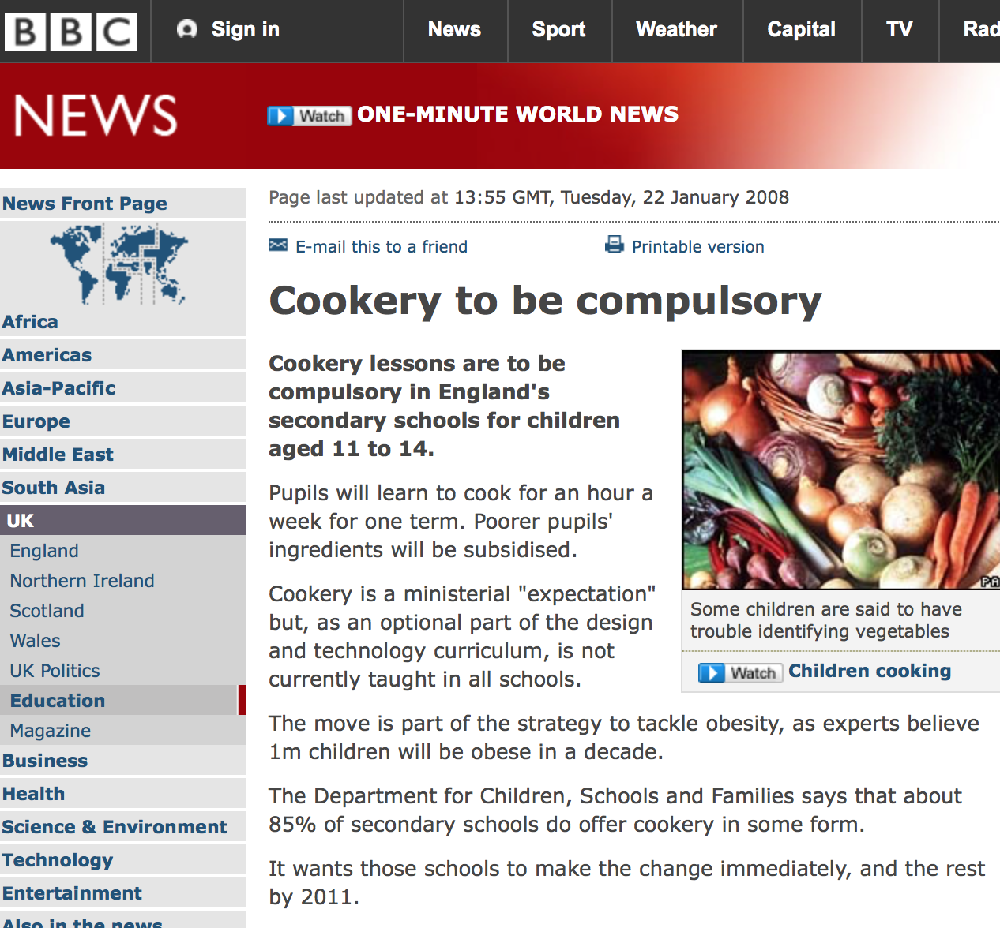 BBC
Sign in
News
Sport
Weather
Capital
TV
Rad
NEWS
Watch ONE-MINUTE WORLD NEWS
News Front Page
Africa
Americas
Asia-Pacific
Europe
Middle East
South Asia
UK
England
Northern Ireland
Scotland
Wales
UK Politics
Education
Magazine
Business
Health
Science & Environment
Technology
Entertainment
Also in the news
Page last updated at 13:55 GMT, Tuesday, 22 January 2008
E-mail this to a friend
Printable version
Cookery to be compulsory
Cookery lessons are to be
compulsory in England's
secondary schools for children
aged 11 to 14.
Pupils will learn to cook for an hour a
week for one term. Poorer pupils'
ingredients will be subsidised.
Cookery is a ministerial "expectation"
but, as an optional part of the design
and technology curriculum, is not
currently taught in all schools.
PA
Some children are said to have
trouble identifying vegetables
Watch Children cooking
The move is part of the strategy to tackle obesity, as experts believe
1m children will be obese in a decade.
The Department for Children, Schools and Families says that about
85% of secondary schools do offer cookery in some form.
It wants those schools to make the change immediately, and the rest
by 2011.